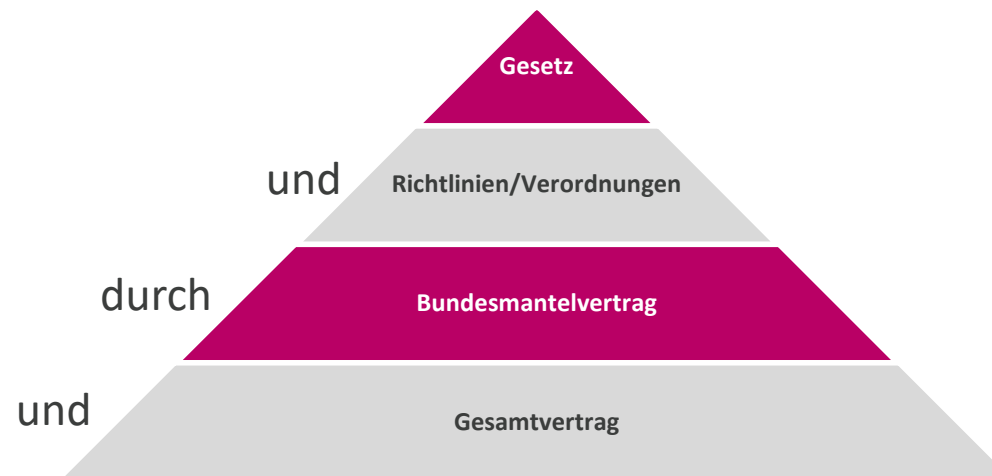 Gesetz
und
Richtlinien/Verordnungen
durch
Bundesmantelvertrag
und
Gesamtvertrag